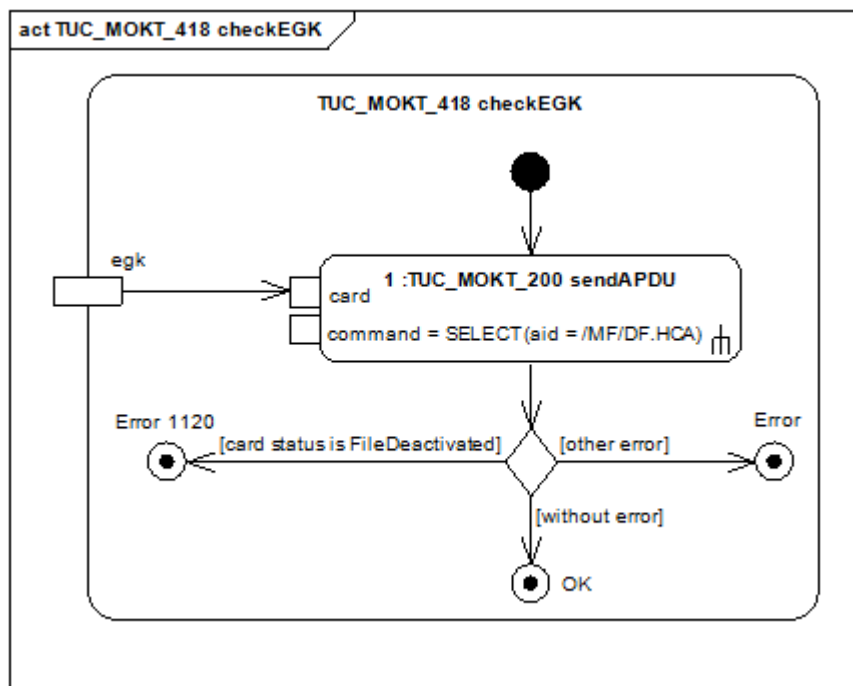 act TUC_MOKT_418 checkEGK
TUC_MOKT_418 checkEGK
egk
1 :TUC_MOKT_200 sendAPDU
card
command = SELECT(aid = /MF/DF.HCA)
Error 1120
Error
[card status is FileDeactivated]
[other error]
[without error]
OK